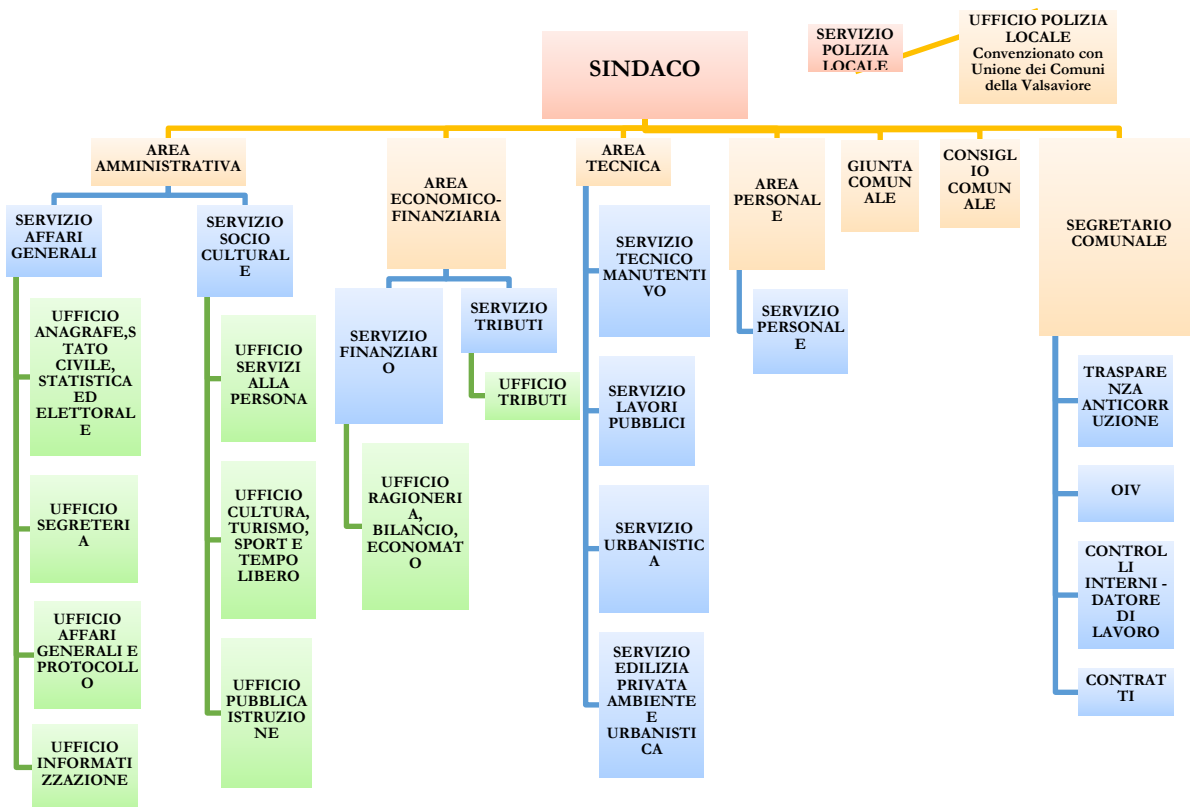 SINDACO
SERVIZIO
POLIZIA
LOCALE
UFFICIO POLIZIA
LOCALE
Convenzionato con
Unione dei Comuni
della Valsaviore
AREA
AMMINISTRATIVA
SERVIZIO
AFFARI
GENERALI
UFFICIO
ANAGRAFE,S
TATO
CIVILE,
STATISTICA
ED
ELETTORAL
E
UFFICIO
SEGRETERI
A
UFFICIO
AFFARI
GENERALI E
PROTOCOLL
O
UFFICIO
INFORMATI
ZZAZIONE
SERVIZIO
SOCIO
CULTURAL
E
UFFICIO
SERVIZI
ALLA
PERSONA
UFFICIO
CULTURA,
TURISMO,
SPORT E
TEMPO
LIBERO
UFFICIO
PUBBLICA
ISTRUZIO
NE
AREA
ECONOMICO-
FINANZIARIA
SERVIZIO
FINANZIARI
O
UFFICIO
RAGIONERI
A,
BILANCIO,
ECONOMAT
O
SERVIZIO
TRIBUTI
UFFICIO
TRIBUTI
AREA
TECNICA
SERVIZIO
TECNICO
MANUTENTI
VO
SERVIZIO
LAVORI
PUBBLICI
SERVIZIO
URBANISTIC
A
SERVIZIO
EDILIZIA
PRIVATA
AMBIENTE
E
URBANISTI
CA
AREA
PERSONAL
E
SERVIZIO
PERSONAL
E
GIUNTA
COMU
NALE
CONSIGL
IO
COMUN
ALE
SEGRETARIO
COMUNALE
TRASPARE
NZA
ANTICORR
UZIONE
OIV
CONTRO
LLI
INTERNI -
DATORE
DI
LAVORO
CONTRAT
TI